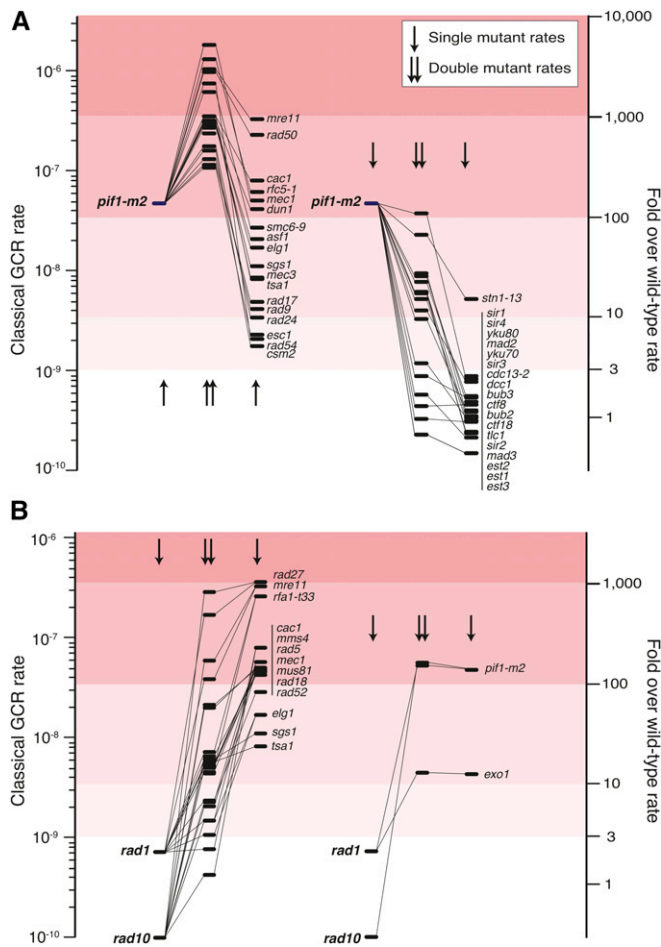 A
Single mutant rates
Double mutant rates
10,000
1,000
100
10
3
1
Fold over wild-type rate
Classical GCR rate
10-6
10-7
10-8
10-9
10-10
pif1-m2
mre11
rad50
cac1
rfc5-1
mec1
dun1
smc6-9
asf1
elg1
sgs1
mec3
tsa1
rad17
rad9
rad24
esc1
rad54
csm2
pif1-m2
stn1-13
sir1
sir4
yku80
mad2
yku70
sir3
cdc13-2
dcc1
bub3
ctf8
bub2
ctf18
tlc1
sir2
mad3
est2
est1
est3
B
Classical GCR rate
10-6
10-7
10-8
10-9
10-10
rad1
rad10
rad27
mre11
rfa1-t33
cac1
mms4
rad5
mec1
mus81
rad18
rad52
elg1
sgs1
tsa1
rad1
rad10
pif1-m2
exo1
1,000
100
10
3
1
Fold over wild-type rate